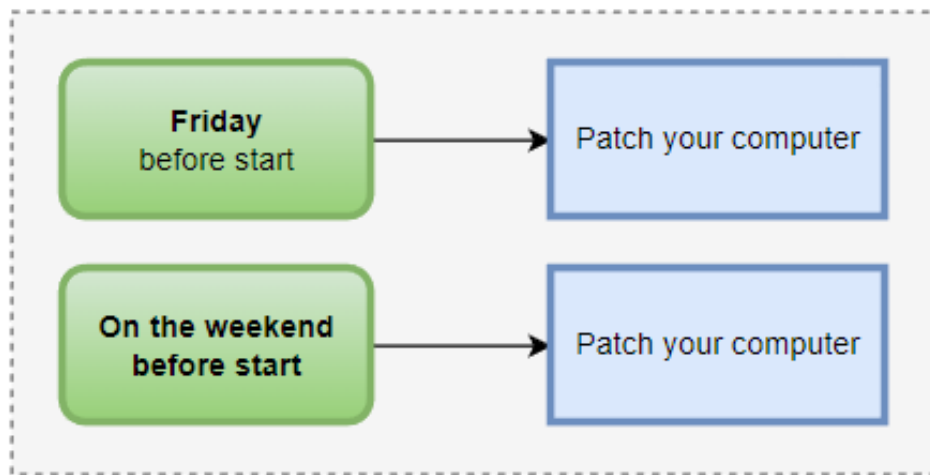 Friday
before start
Patch your computer
On the weekend
before start
Patch your computer